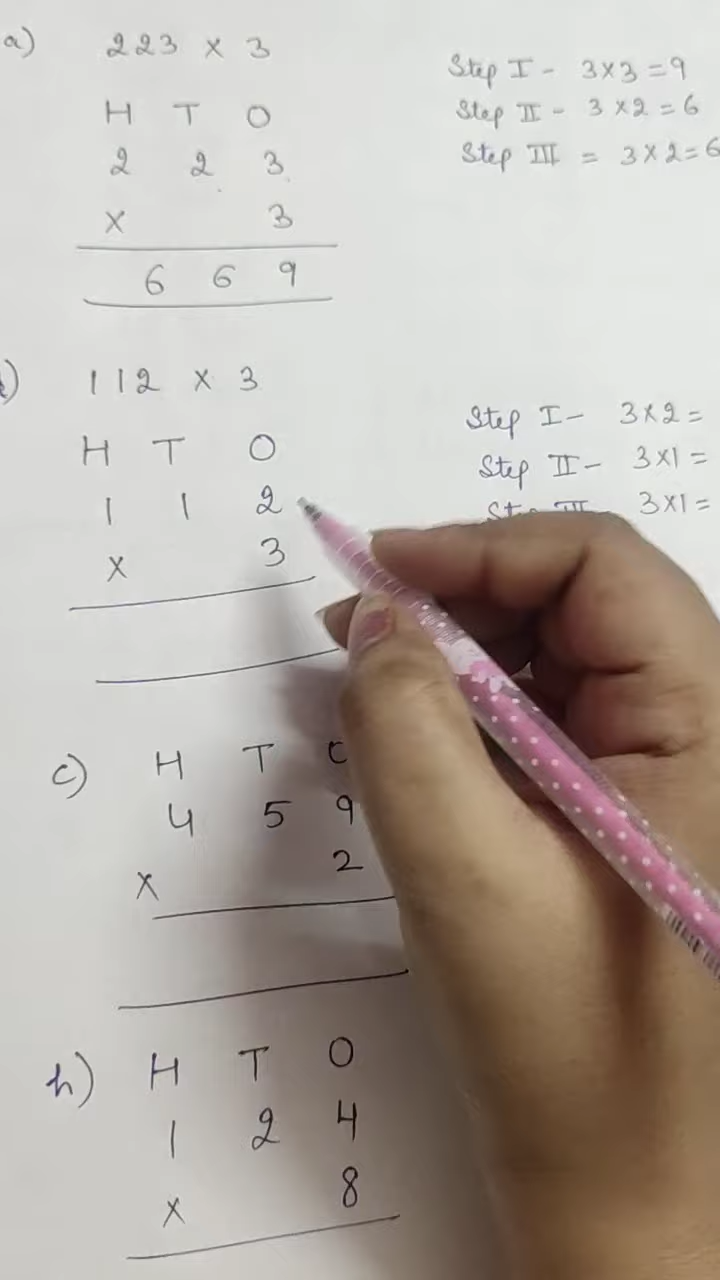 a) 223 x 3
H T O
2 2 3
x 3
6 6 9
Step I - 3x3=9
Step II - 3x2=6
Step III = 3x2=6
) 112 x 3
H T O
1 1 2
x 3
Step I - 3x2=
Step II - 3x1=
Step III 3x1=
c) H T
4 5 9
x 2
h) H T O
1 2 4
x 8